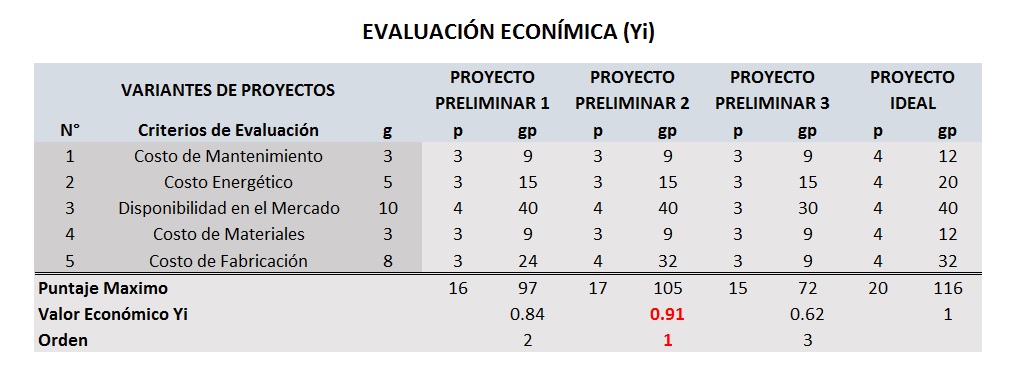 EVALUACIÓN ECONÍMICA (Yi)
VARIANTES DE PROYECTOS PROYECTO PRELIMINAR 1 PROYECTO PRELIMINAR 2 PROYECTO PRELIMINAR 3 PROYECTO IDEAL
N° Criterios de Evaluación g p gp p gp p gp p gp
1 Costo de Mantenimiento 3 3 9 3 9 3 9 4 12
2 Costo Energético 5 3 15 3 15 3 15 4 20
3 Disponibilidad en el Mercado 10 4 40 4 40 3 30 4 40
4 Costo de Materiales 3 3 9 3 9 3 9 4 12
5 Costo de Fabricación 8 3 24 4 32 3 9 4 32
Puntaje Maximo 16 97 17 105 15 72 20 116
Valor Económico Yi 0.84 0.91 0.62 1
Orden 2 1 3